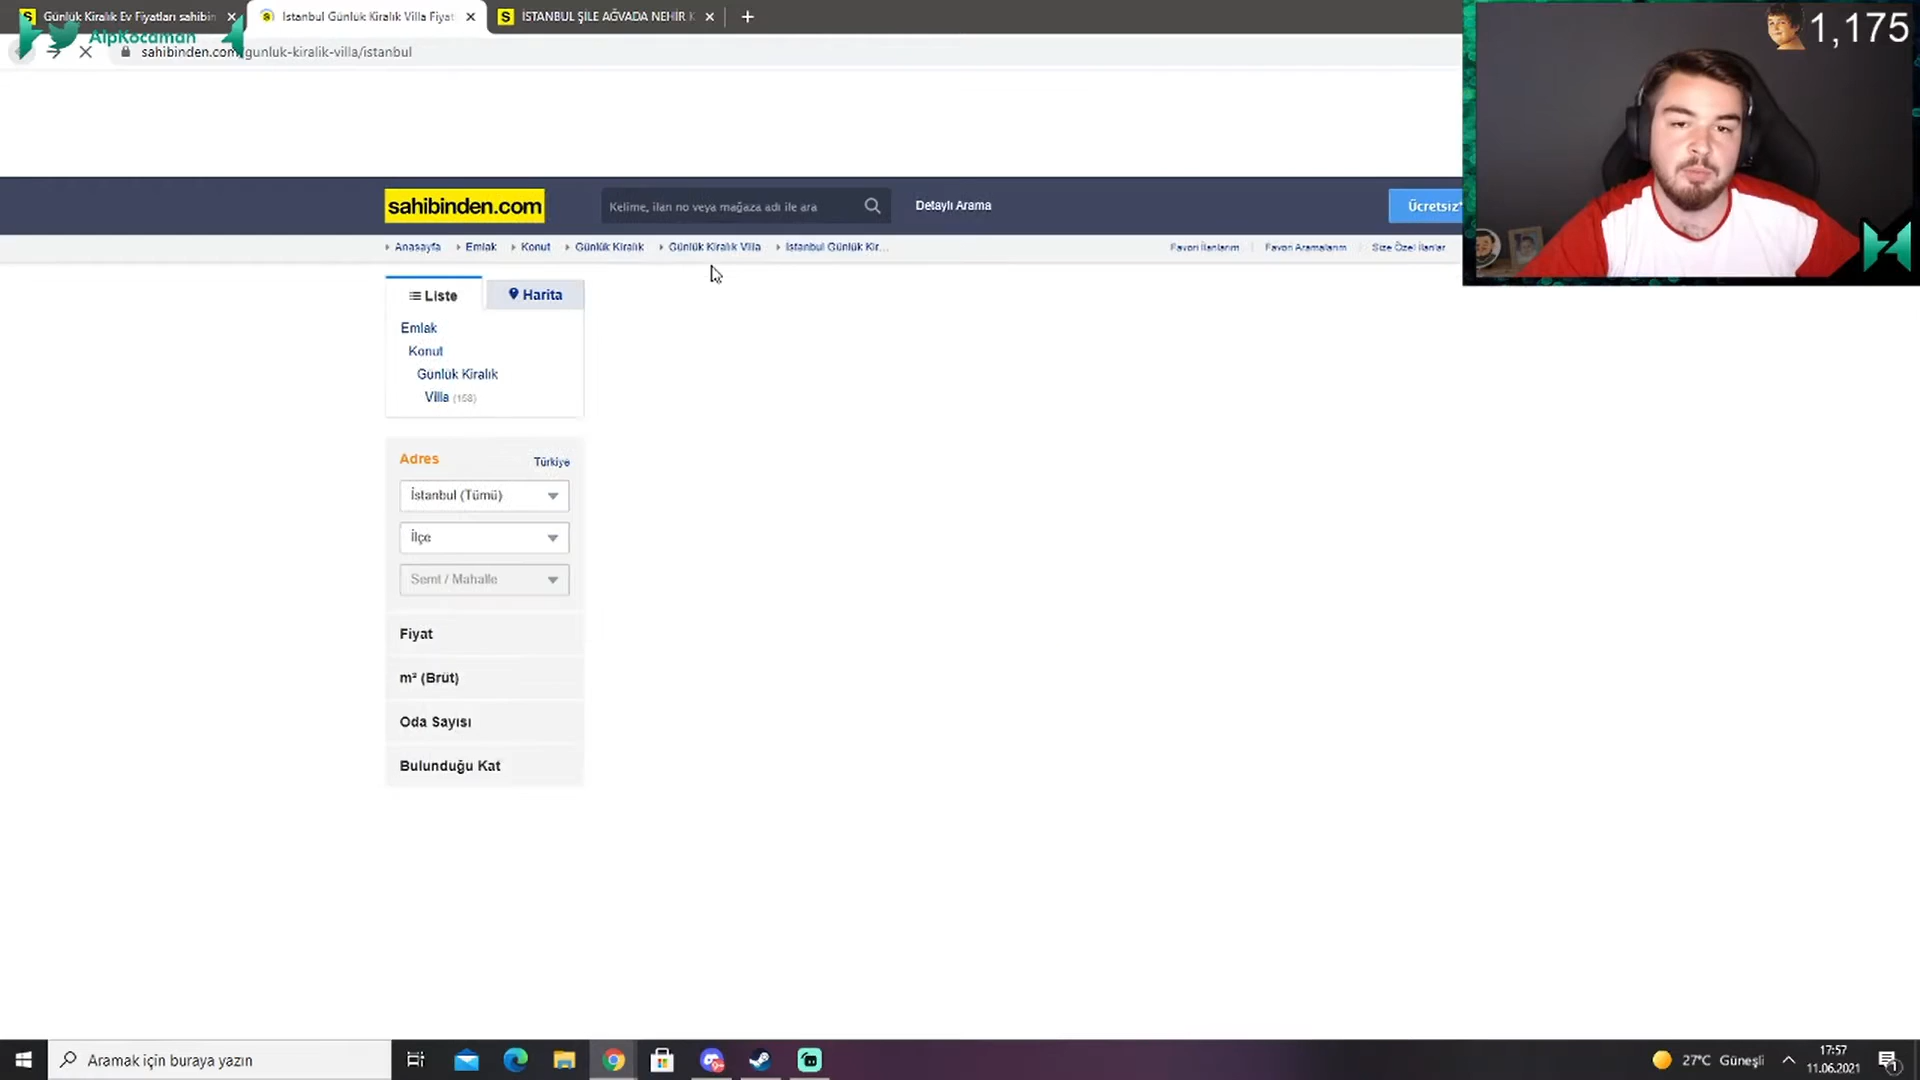 Günlük Kiralık Ev Fiyatları sahibin
İstanbul Günlük Kiralık Villa Fiyat
İSTANBUL ŞİLE AĞVADA NEHİR K
AlpKocaman
1,175
sahibinden.com/gunluk-kiralik-villa/istanbul
sahibinden.com
Kelime, ilan no veya mağaza adı ile ara
Detaylı Arama
Ücretsiz*
Anasayfa
Emlak
Konut
Günlük Kiralık
Günlük Kiralık Villa
İstanbul Günlük Kir...
Favori İlanlarım
Favori Aramalarım
Size Özel İlanlar
Liste
Harita
Emlak
Konut
Günlük Kiralık
Villa (158)
Adres
Türkiye
İstanbul (Tümü)
İlçe
Semt / Mahalle
Fiyat
m² (Brüt)
Oda Sayısı
Bulunduğu Kat
Aramak için buraya yazın
27°C Güneşli
17:57
11.06.2021
1